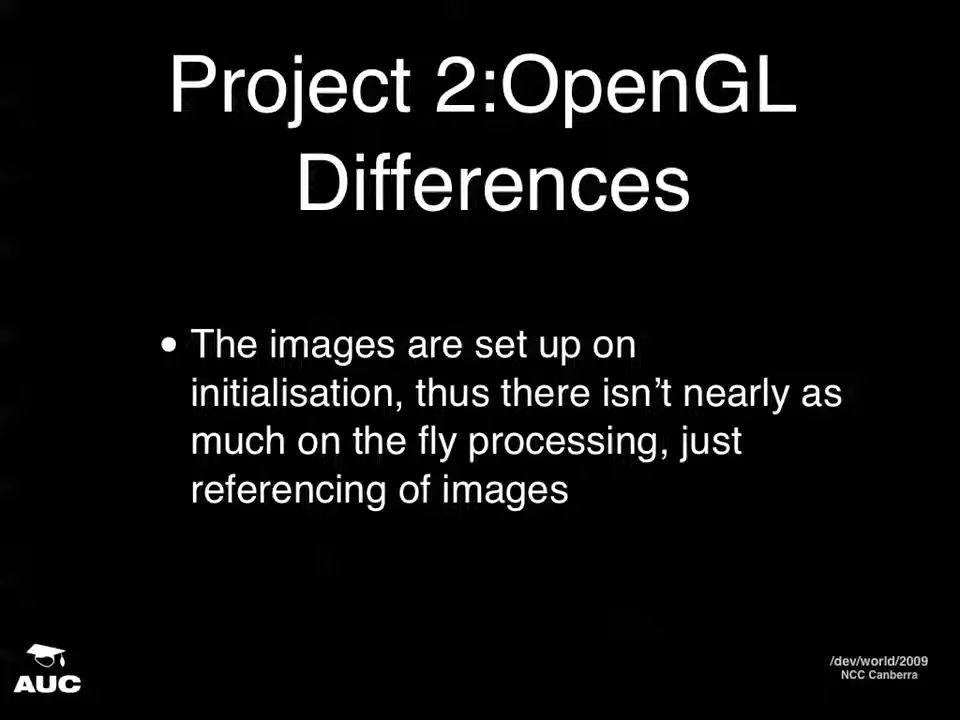 Project 2:OpenGL
Differences
• The images are set up on
initialisation, thus there isn’t nearly as
much on the fly processing, just
referencing of images
AUC
/dev/world/2009
NCC Canberra